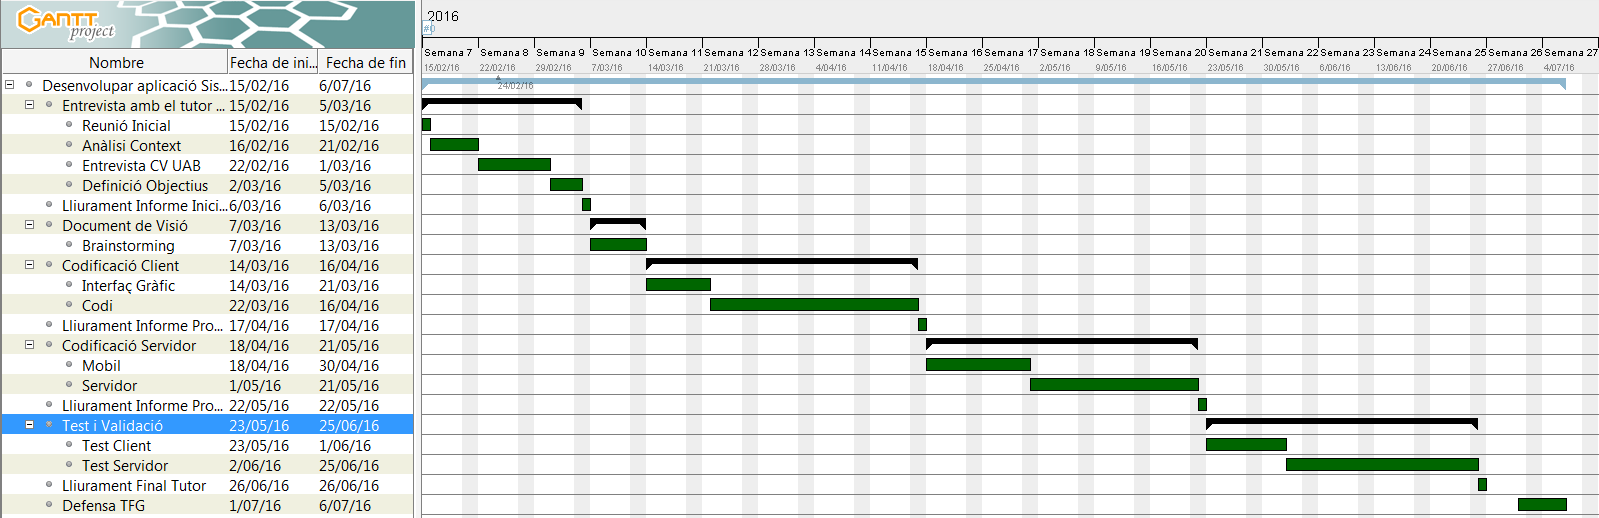 GANTT
project
2016
#0
Semana 7 Semana 8 Semana 9 Semana 10 Semana 11 Semana 12 Semana 13 Semana 14 Semana 15 Semana 16 Semana 17 Semana 18 Semana 19 Semana 20 Semana 21 Semana 22 Semana 23 Semana 24 Semana 25 Semana 26 Semana 27
15/02/16 22/02/16 29/02/16 7/03/16 14/03/16 21/03/16 28/03/16 4/04/16 11/04/16 18/04/16 25/04/16 2/05/16 9/05/16 16/05/16 23/05/16 30/05/16 6/06/16 13/06/16 20/06/16 27/06/16 4/07/16
24/02/16
Nombre Fecha de ini... Fecha de fin
Desenvolupar aplicació Sis... 15/02/16 6/07/16
Entrevista amb el tutor ... 15/02/16 5/03/16
Reunió Inicial 15/02/16 15/02/16
Anàlisi Context 16/02/16 21/02/16
Entrevista CV UAB 22/02/16 1/03/16
Definició Objectius 2/03/16 5/03/16
Lliurament Informe Inici... 6/03/16 6/03/16
Document de Visió 7/03/16 13/03/16
Brainstorming 7/03/16 13/03/16
Codificació Client 14/03/16 16/04/16
Interfaç Gràfic 14/03/16 21/03/16
Codi 22/03/16 16/04/16
Lliurament Informe Pro... 17/04/16 17/04/16
Codificació Servidor 18/04/16 21/05/16
Mobil 18/04/16 30/04/16
Servidor 1/05/16 21/05/16
Lliurament Informe Pro... 22/05/16 22/05/16
Test i Validació 23/05/16 25/06/16
Test Client 23/05/16 1/06/16
Test Servidor 2/06/16 25/06/16
Lliurament Final Tutor 26/06/16 26/06/16
Defensa TFG 1/07/16 6/07/16